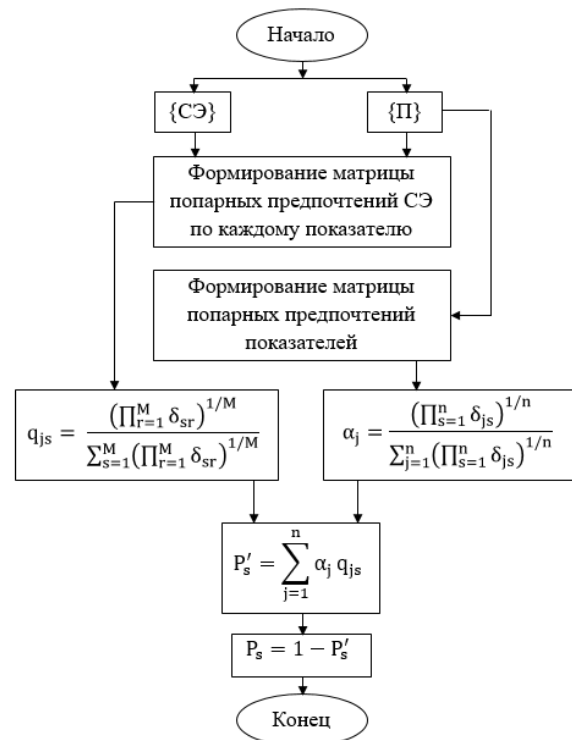 Начало
{СЭ} {П}
Формирование матрицы
попарных предпочтений СЭ
по каждому показателю
Формирование матрицы
попарных предпочтений
показателей
q_js = (∏_{r=1}^{M} δ_sr)^{1/M} / ∑_{s=1}^{M} (∏_{r=1}^{M} δ_sr)^{1/M}
α_j = (∏_{s=1}^{n} δ_js)^{1/n} / ∑_{j=1}^{n} (∏_{s=1}^{n} δ_js)^{1/n}
P′_s = ∑_{j=1}^{n} α_j q_js
P_s = 1 − P′_s
Конец